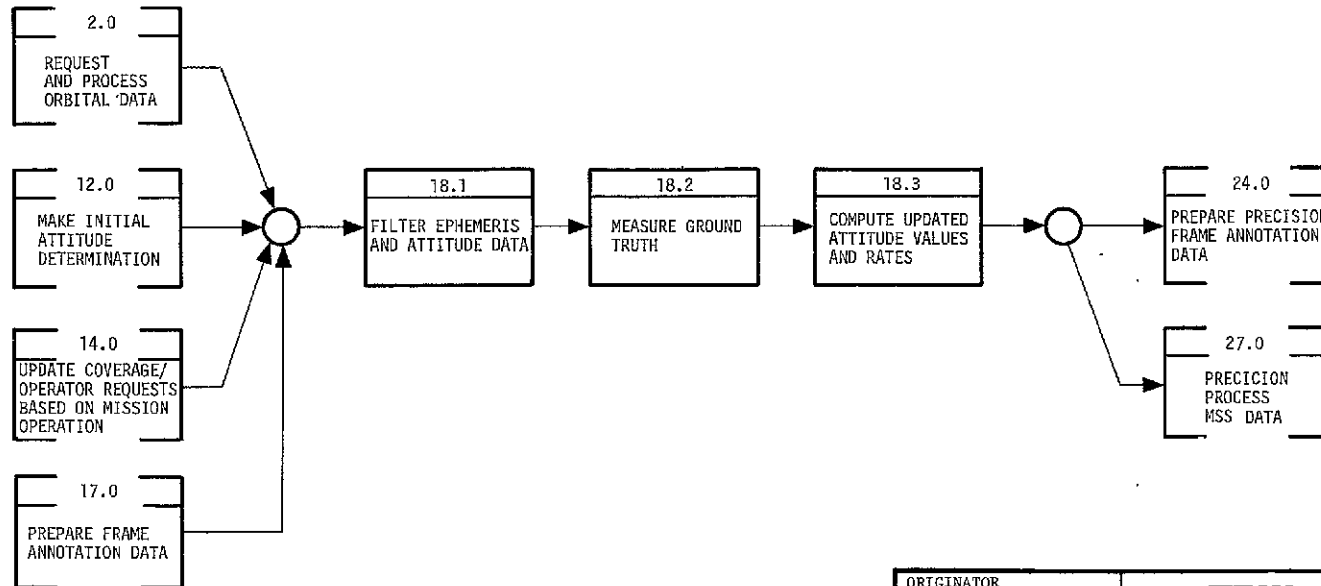 2.0
REQUEST
AND PROCESS
ORBITAL DATA
12.0
MAKE INITIAL
ATTITUDE
DETERMINATION
14.0
UPDATE COVERAGE/
OPERATOR REQUESTS
BASED ON MISSION
OPERATION
17.0
PREPARE FRAME
ANNOTATION DATA
18.1
FILTER EPHEMERIS
AND ATTITUDE DATA
18.2
MEASURE GROUND
TRUTH
18.3
COMPUTE UPDATED
ATTITUDE VALUES
AND RATES
24.0
PREPARE PRECISION
FRAME ANNOTATION
DATA
27.0
PRECICION
PROCESS
MSS DATA
ORIGINATOR